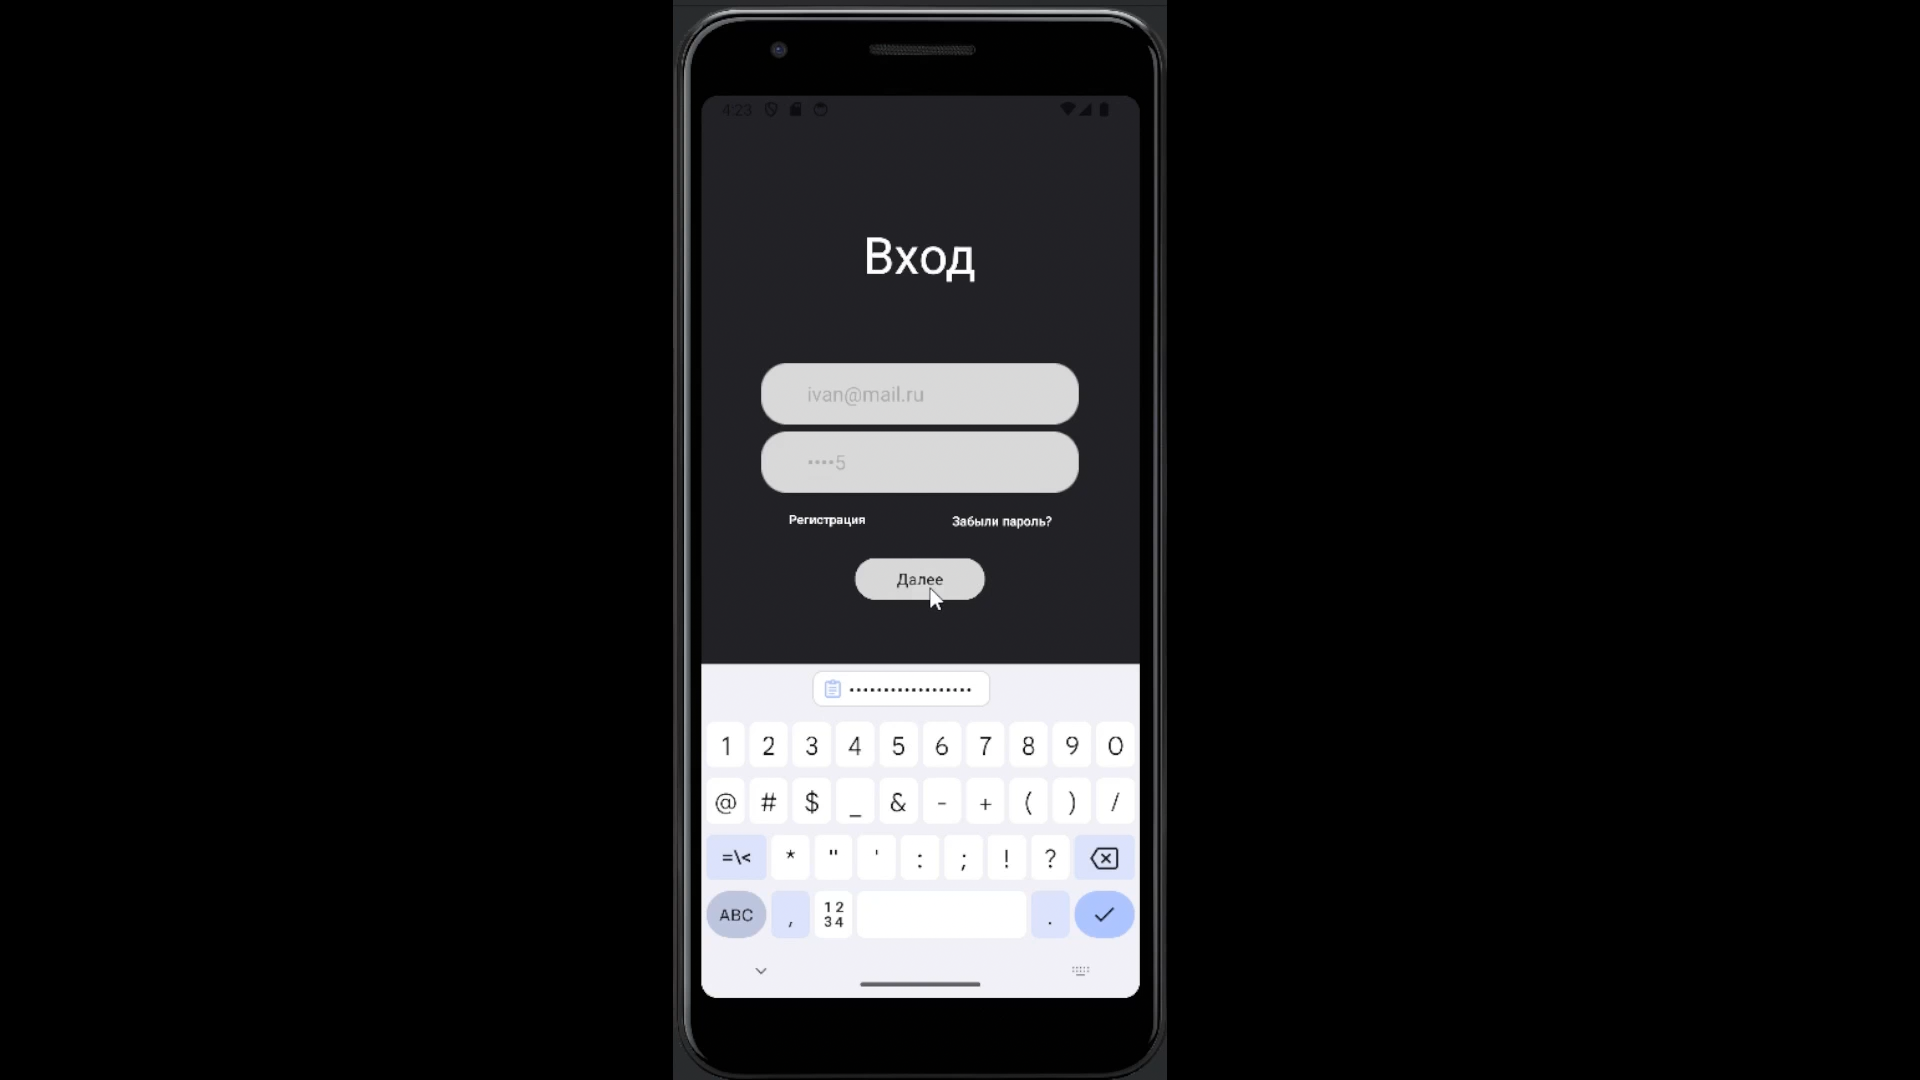 4:23
Вход
ivan@mail.ru
••••5
Регистрация
Забыли пароль?
Далее
••••••••••••••••••
1 2 3 4 5 6 7 8 9 0
@ # $ _ & - + ( ) /
=\< * " ' : ; ! ?
ABC , 12 34 .